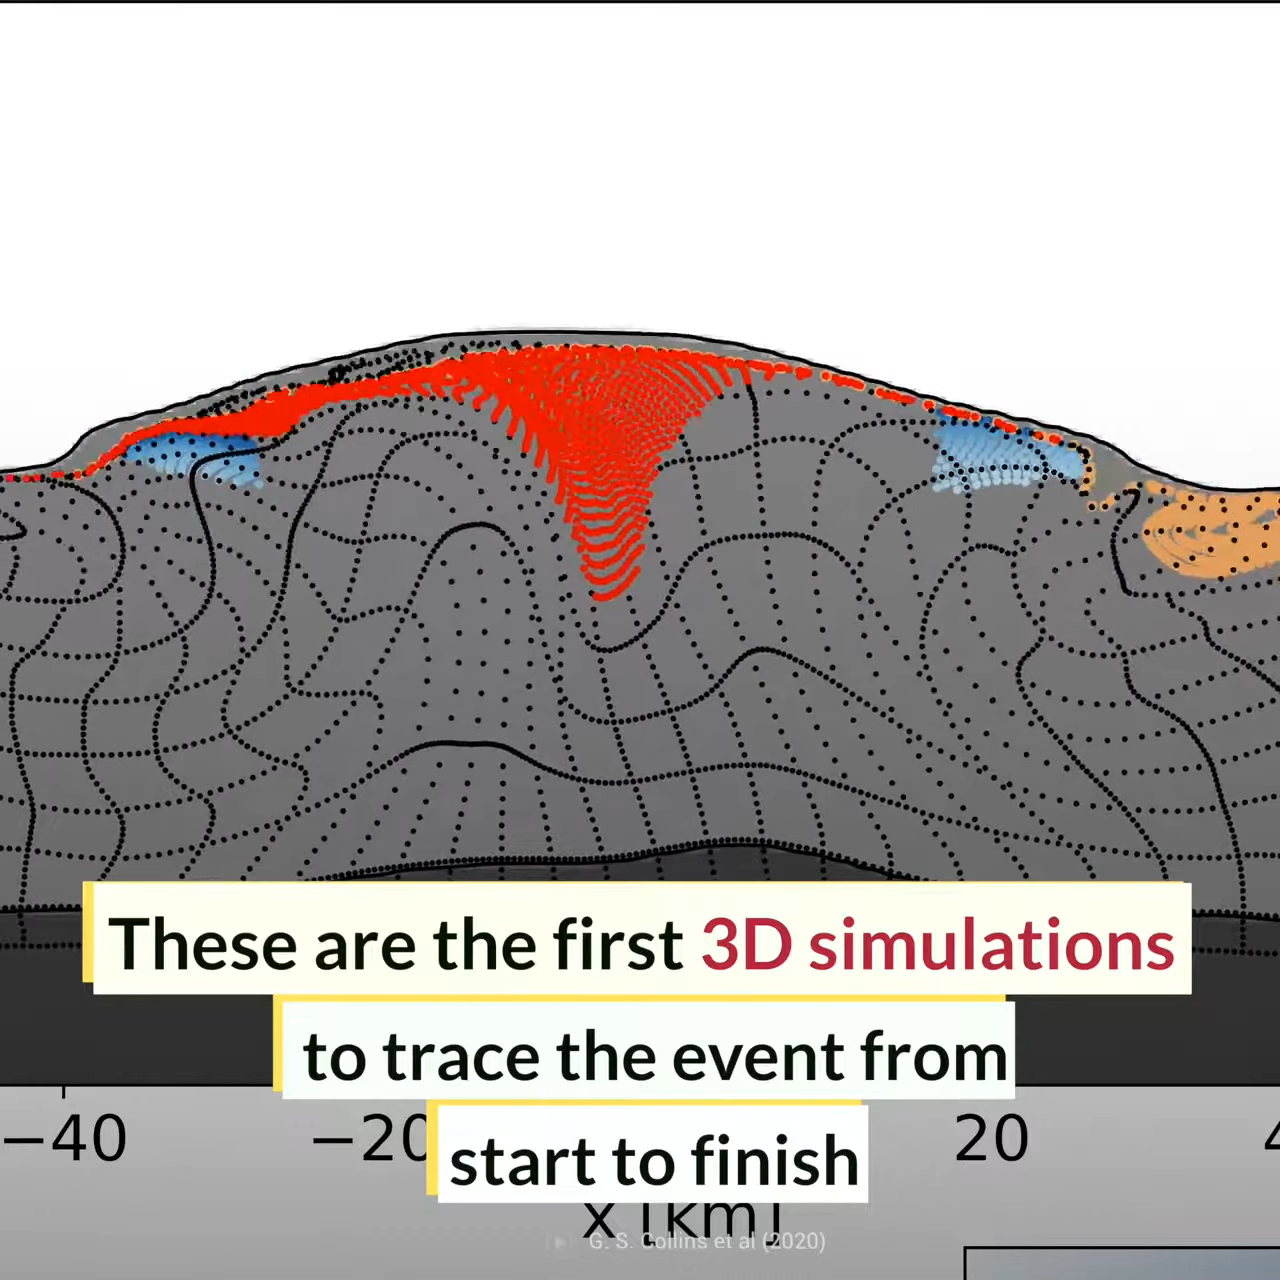 These are the first 3D simulations
to trace the event from
start to finish
−40
−20
20
4
x [km]
G. S. Collins et al (2020)